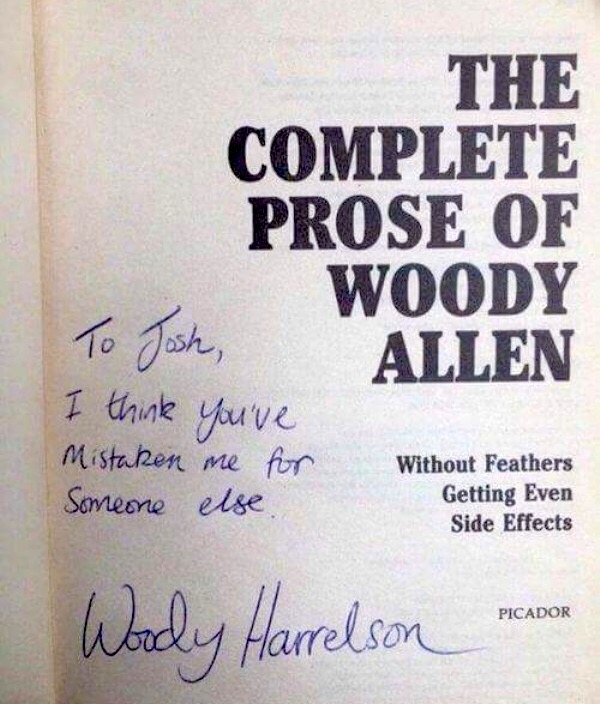 THE
COMPLETE
PROSE OF
WOODY
ALLEN
To Josh,
I think you've
Mistaken me for
Someone else.
Without Feathers
Getting Even
Side Effects
Woody Harrelson
PICADOR